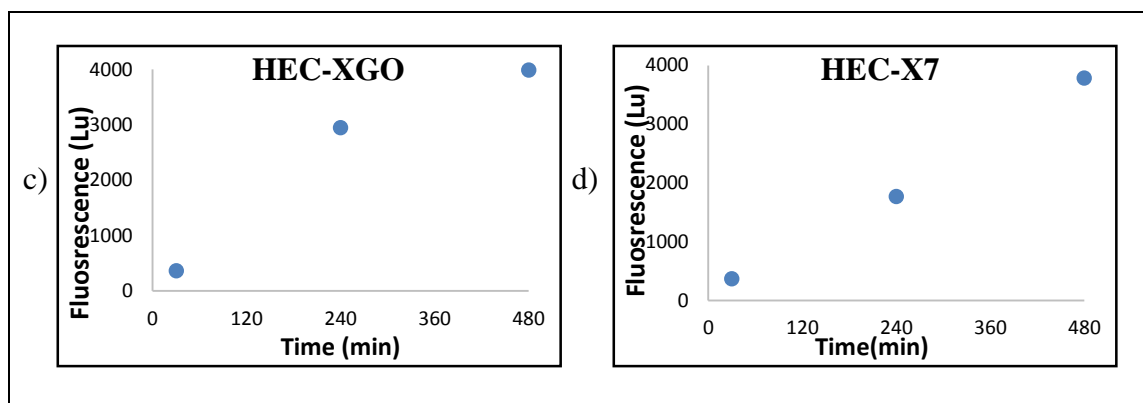 c)
HEC-XGO
Fluosrescence (Lu)
4000
3000
2000
1000
0
0 120 240 360 480
Time (min)
d)
HEC-X7
Fluosrescence (Lu)
4000
3000
2000
1000
0
0 120 240 360 480
Time(min)